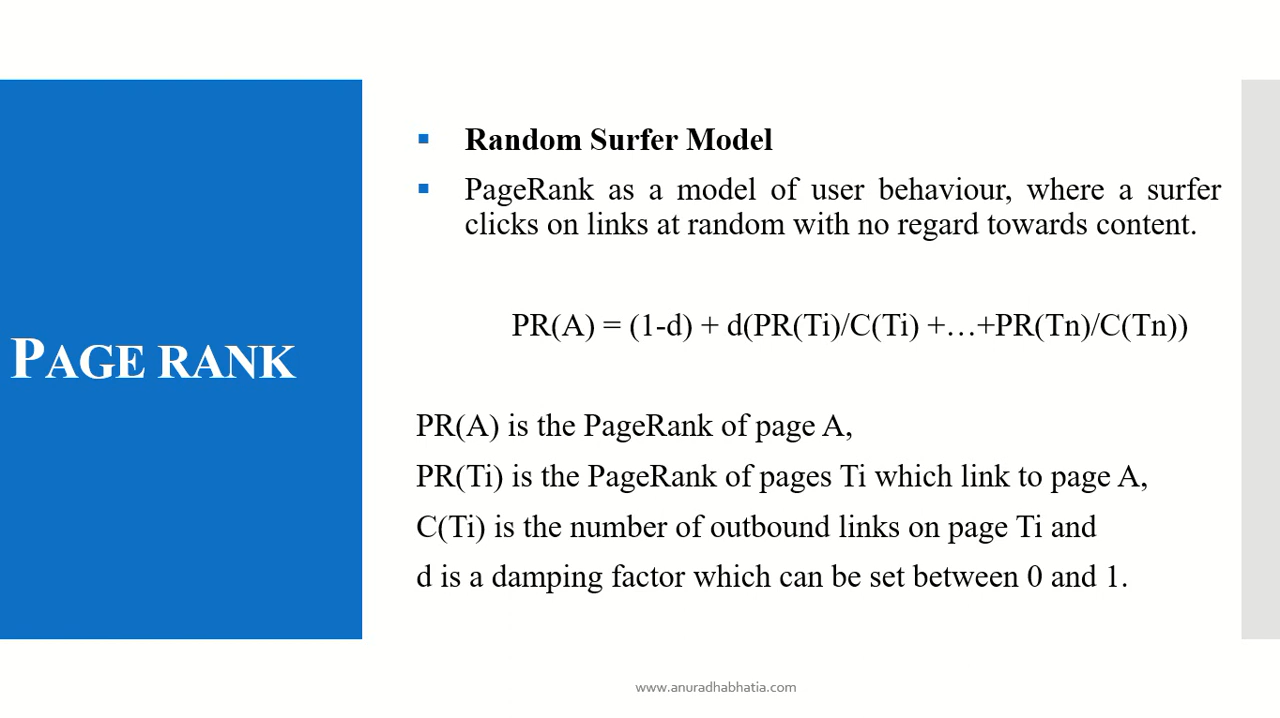 PAGE RANK
Random Surfer Model
PageRank as a model of user behaviour, where a surfer
clicks on links at random with no regard towards content.
PR(A) = (1-d) + d(PR(Ti)/C(Ti) +…+PR(Tn)/C(Tn))
PR(A) is the PageRank of page A,
PR(Ti) is the PageRank of pages Ti which link to page A,
C(Ti) is the number of outbound links on page Ti and
d is a damping factor which can be set between 0 and 1.
www.anuradhabhatia.com